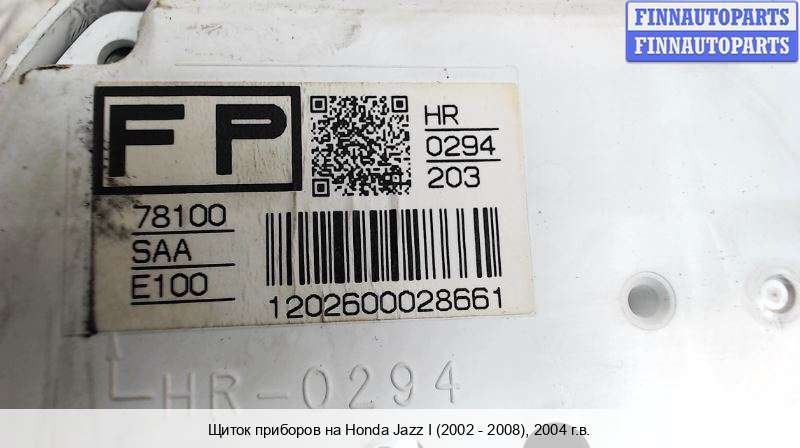 FINNAUTOPARTS
FINNAUTOPARTS
FP
HR
0294
203
78100
SAA
E100
1202600028661
HR-0294
Щиток приборов на Honda Jazz I (2002 - 2008), 2004 г.в.